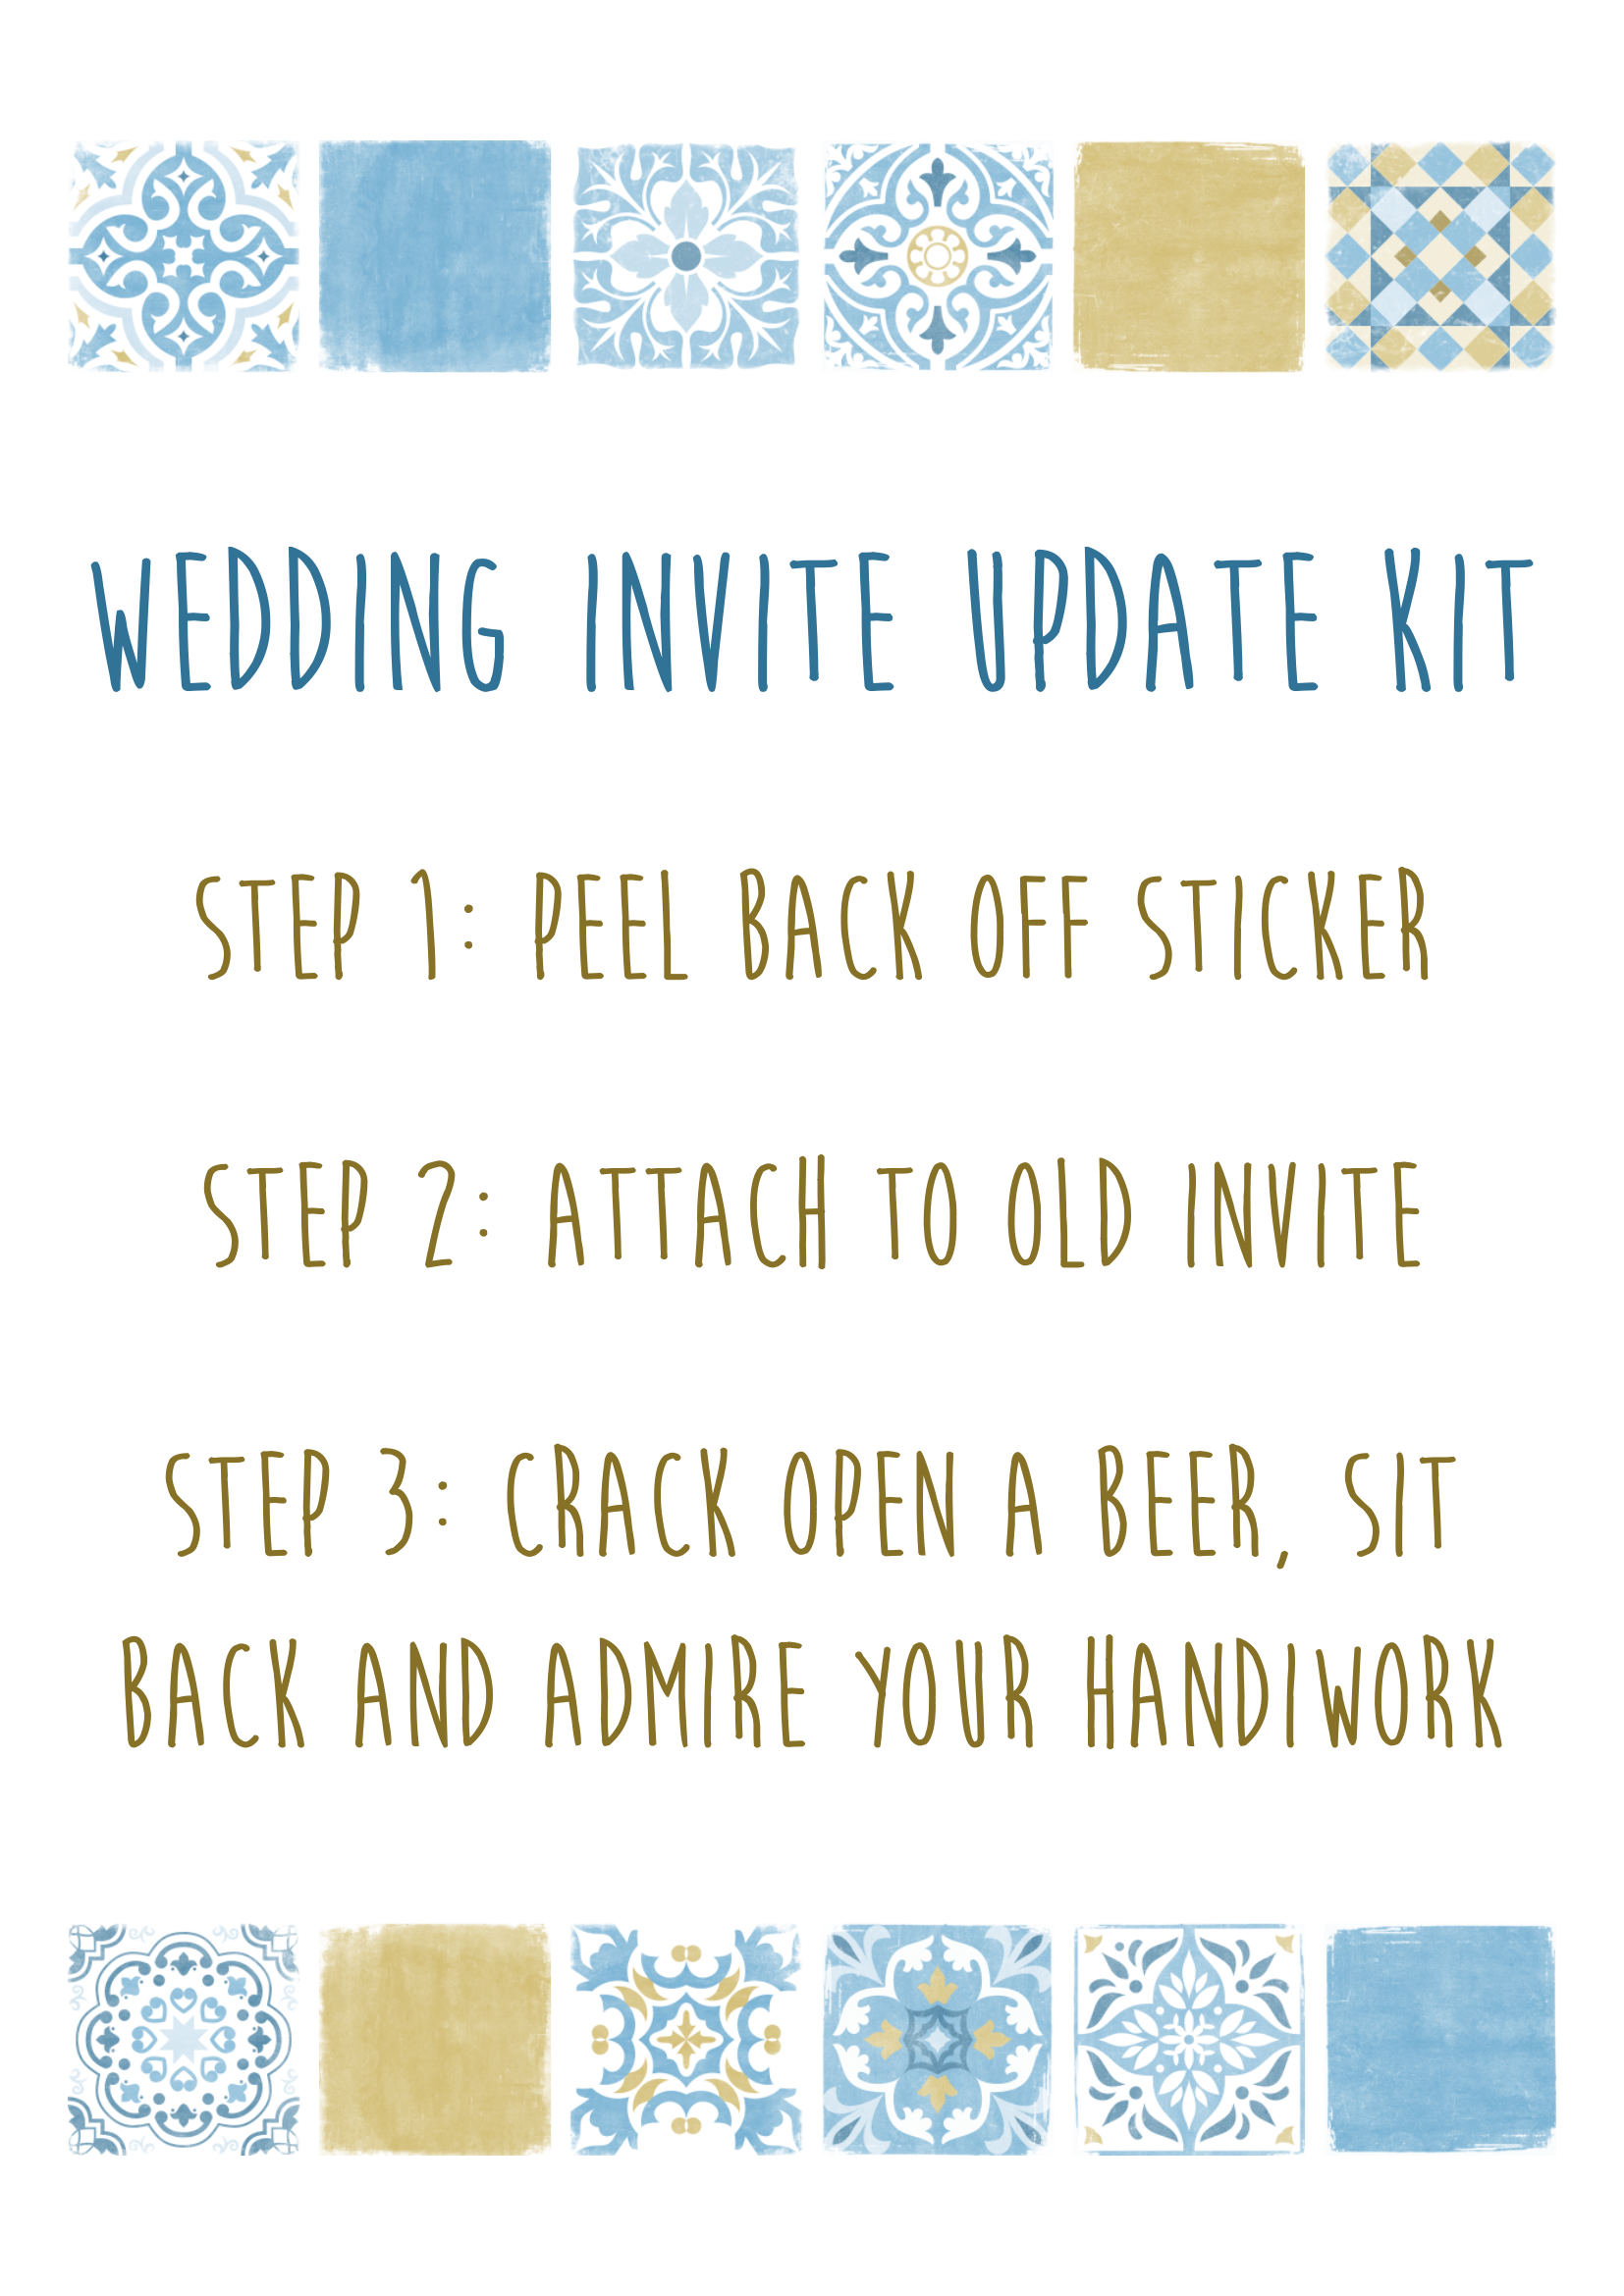 WEDDING INVITE UPDATE KIT
STEP 1: PEEL BACK OFF STICKER
STEP 2: ATTACH TO OLD INVITE
STEP 3: CRACK OPEN A BEER, SIT
BACK AND ADMIRE YOUR HANDIWORK